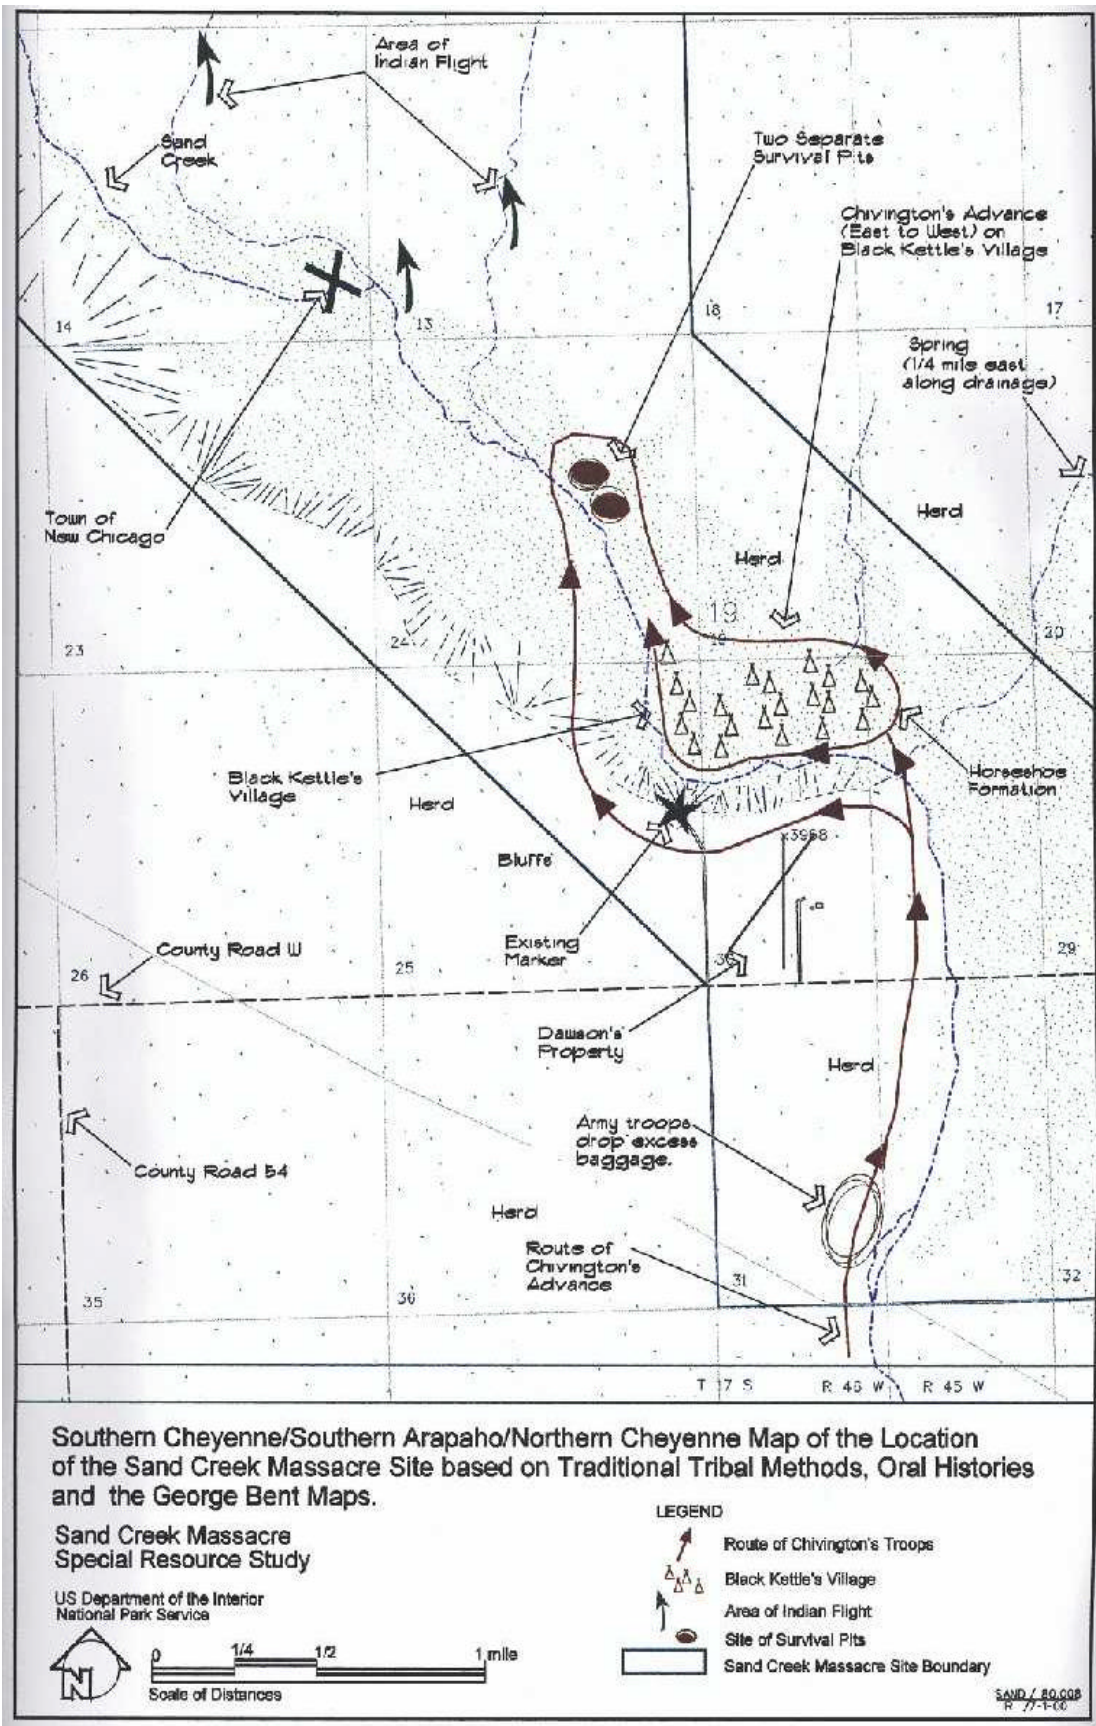 Area of
Indian Flight
Sand
Creek
Two Separate
Survival Pits
Chivington's Advance
(East to West) on
Black Kettle's Village
14
13
18
17
Spring
(1/4 mile east
along drainage)
Town of
New Chicago
Herd
Herd
19
23
24
20
Black Kettle's
Village
Herd
Horseshoe
Formation
x3968
Bluffs
County Road W
Existing
Marker
26
25
30
29
Dawson's
Property
Herd
Army troops
drop excess
baggage.
County Road 54
Herd
Route of
Chivington's
Advance
35
36
31
32
T 17 S
R 46 W
R 45 W
Southern Cheyenne/Southern Arapaho/Northern Cheyenne Map of the Location
of the Sand Creek Massacre Site based on Traditional Tribal Methods, Oral Histories
and the George Bent Maps.
Sand Creek Massacre
Special Resource Study
US Department of the Interior
National Park Service
N
0 1/4 1/2 1 mile
Scale of Distances
LEGEND
Route of Chivington's Troops
Black Kettle's Village
Area of Indian Flight
Site of Survival Pits
Sand Creek Massacre Site Boundary
SAND / 80,008